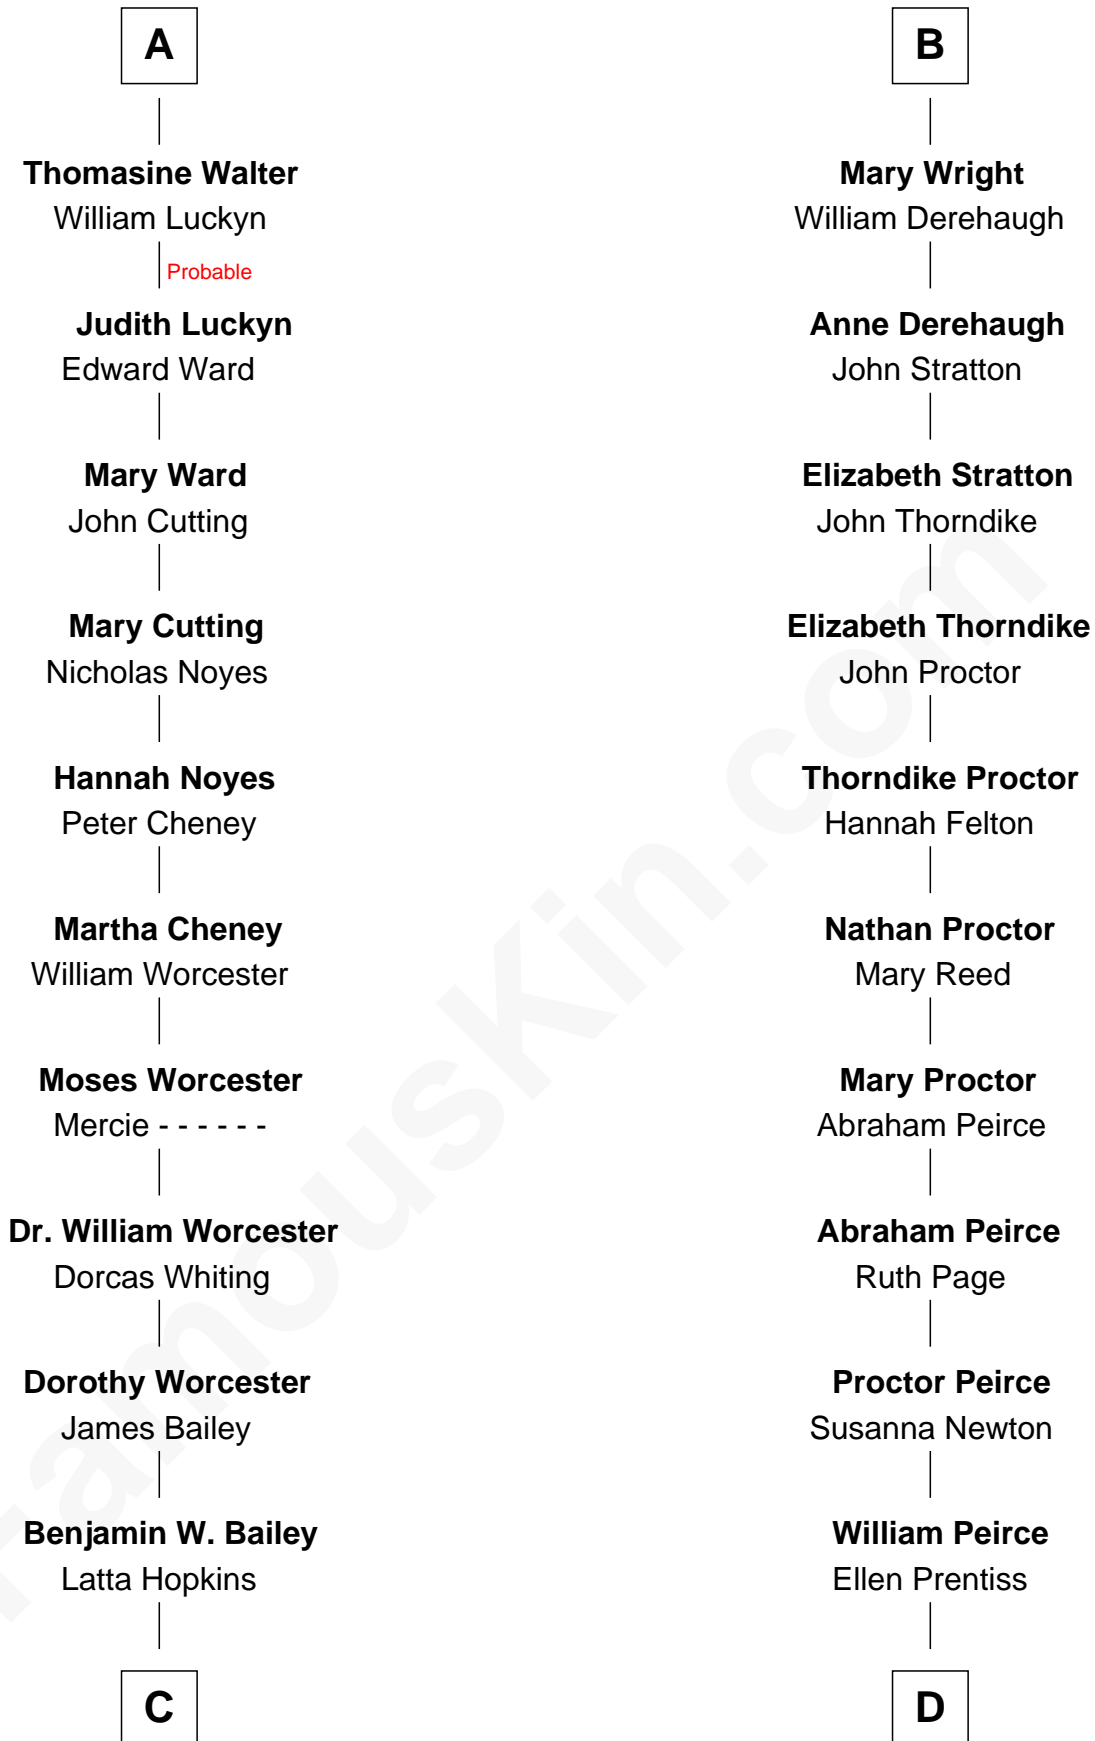 A
Thomasine Walter
William Luckyn
Probable
Judith Luckyn
Edward Ward
Mary Ward
John Cutting
Mary Cutting
Nicholas Noyes
Hannah Noyes
Peter Cheney
Martha Cheney
William Worcester
Moses Worcester
Mercie - - - - - -
Dr. William Worcester
Dorcas Whiting
Dorothy Worcester
James Bailey
Benjamin W. Bailey
Latta Hopkins
C
B
Mary Wright
William Derehaugh
Anne Derehaugh
John Stratton
Elizabeth Stratton
John Thorndike
Elizabeth Thorndike
John Proctor
Thorndike Proctor
Hannah Felton
Nathan Proctor
Mary Reed
Mary Proctor
Abraham Peirce
Abraham Peirce
Ruth Page
Proctor Peirce
Susanna Newton
William Peirce
Ellen Prentiss
D
FamousKin.com